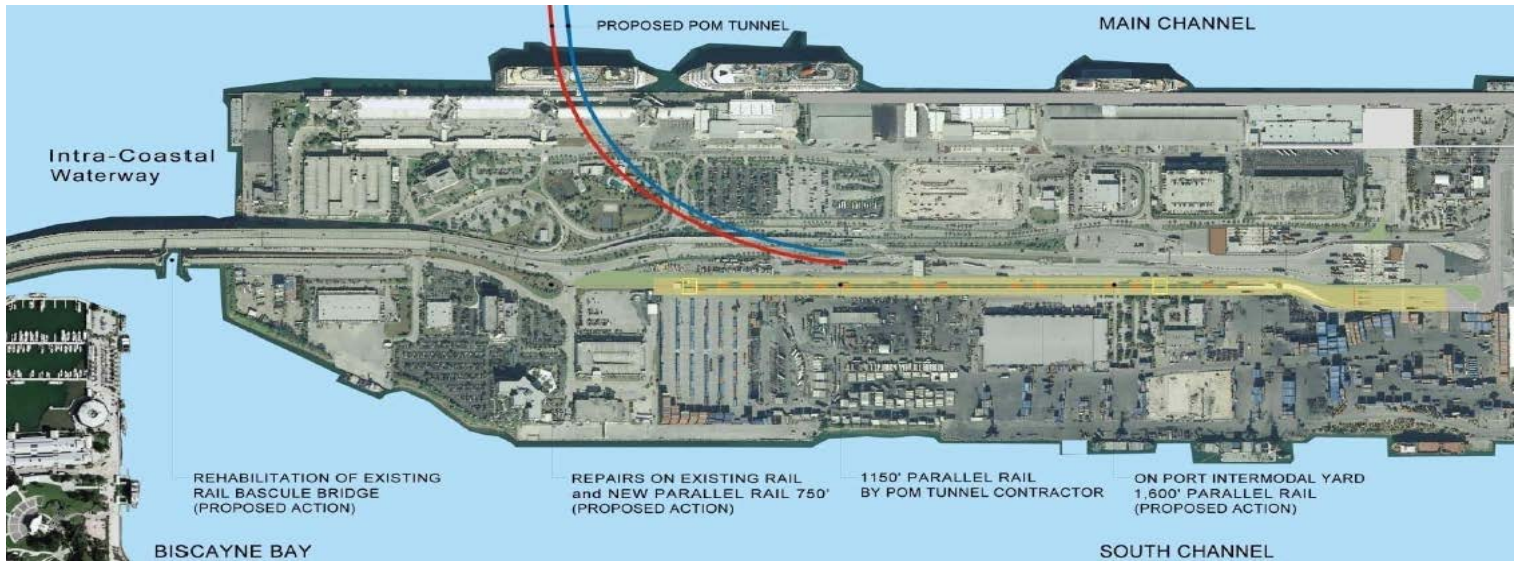 PROPOSED POM TUNNEL
MAIN CHANNEL
Intra-Coastal
Waterway
REHABILITATION OF EXISTING
RAIL BASCULE BRIDGE
(PROPOSED ACTION)
REPAIRS ON EXISTING RAIL
and NEW PARALLEL RAIL 750'
(PROPOSED ACTION)
1150' PARALLEL RAIL
BY POM TUNNEL CONTRACTOR
ON PORT INTERMODAL YARD
1,600' PARALLEL RAIL
(PROPOSED ACTION)
BISCAYNE BAY
SOUTH CHANNEL